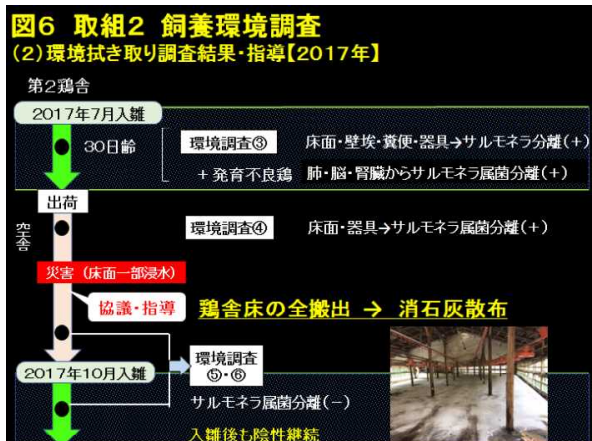 図6 取組2 飼養環境調査
(2)環境拭き取り調査結果・指導【2017年】
第2鶏舎
2017年7月入雛
30日齢
環境調査③
床面・壁埃・糞便・器具→サルモネラ分離(+)
+発育不良鶏
肺・脳・腎臓からサルモネラ属菌分離(+)
出荷
空舎
環境調査④
床面・器具→サルモネラ属菌分離(+)
災害(床面一部浸水)
協議・指導
鶏舎床の全搬出 → 消石灰散布
2017年10月入雛
環境調査
⑤・⑥
サルモネラ属菌分離(-)
入雛後も陰性継続